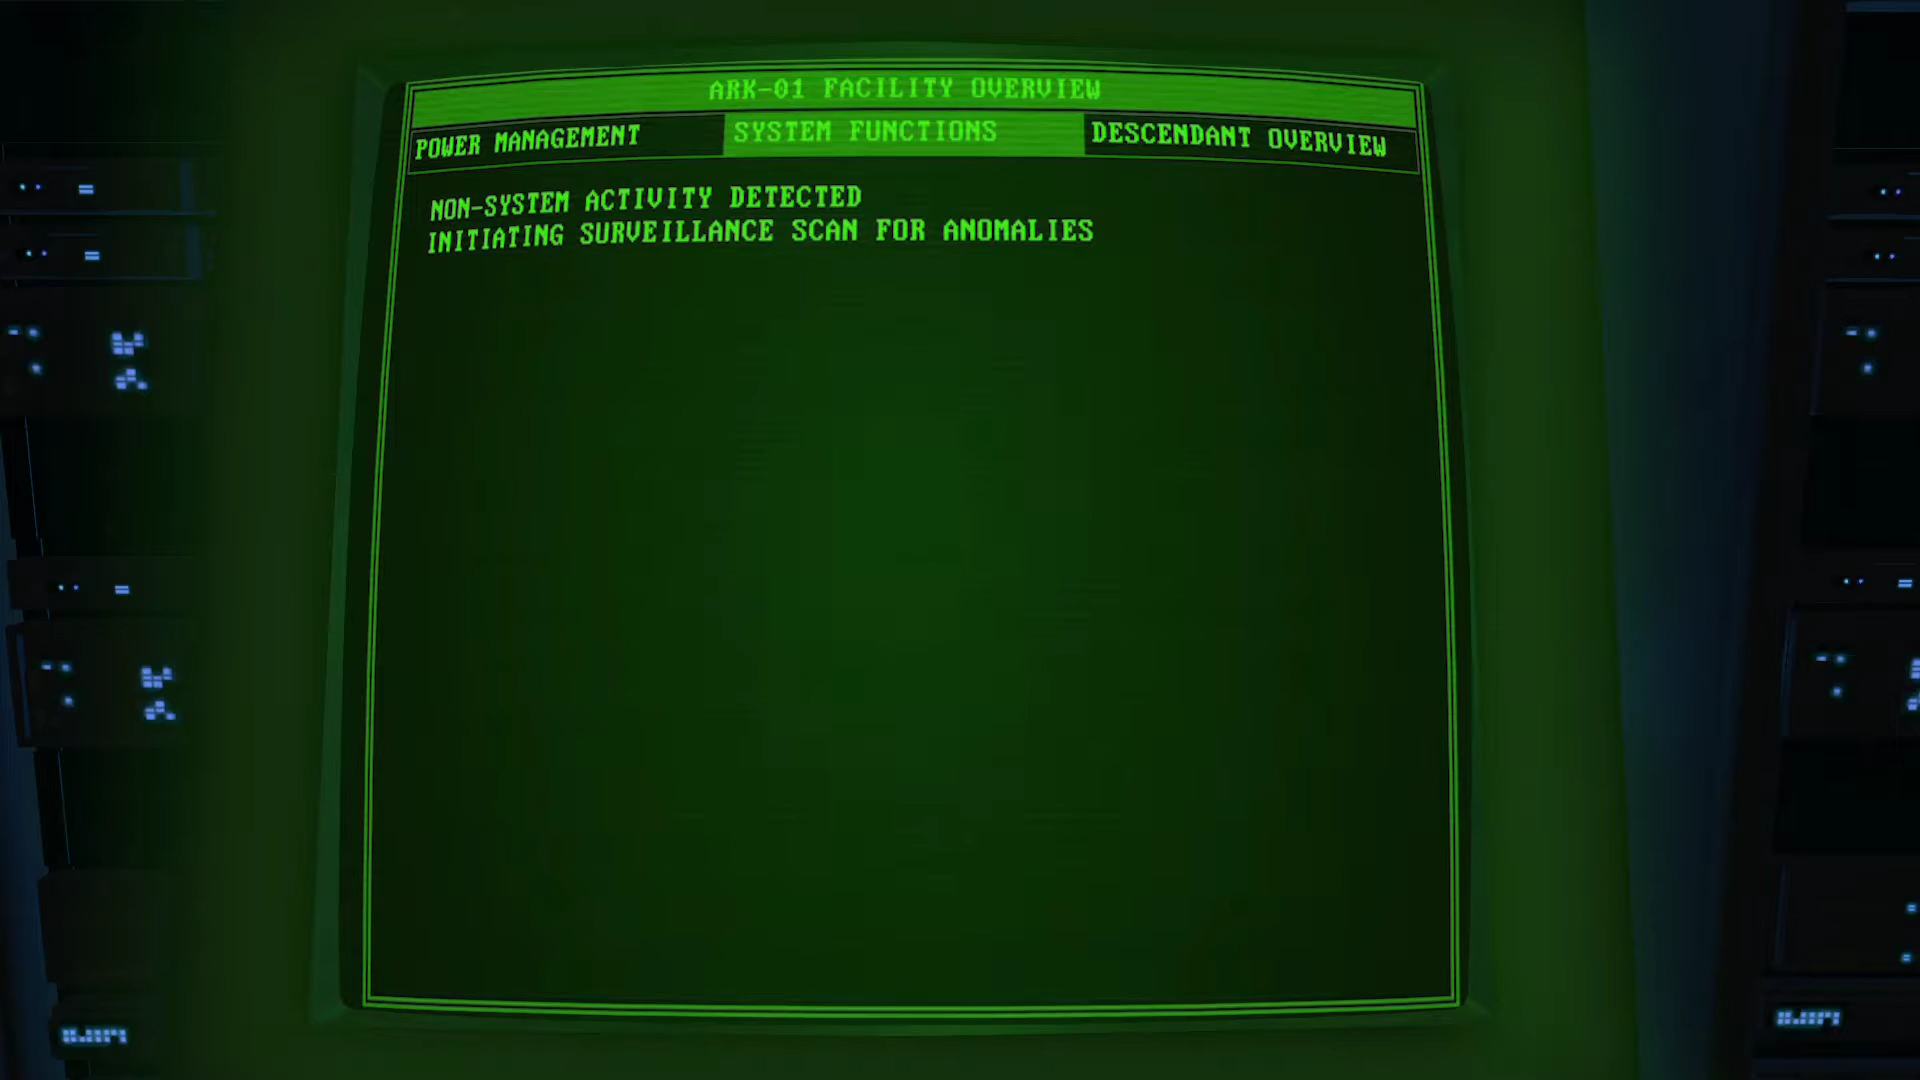 ARK-01 FACILITY OVERVIEW
POWER MANAGEMENT SYSTEM FUNCTIONS DESCENDANT OVERVIEW
NON-SYSTEM ACTIVITY DETECTED
INITIATING SURVEILLANCE SCAN FOR ANOMALIES